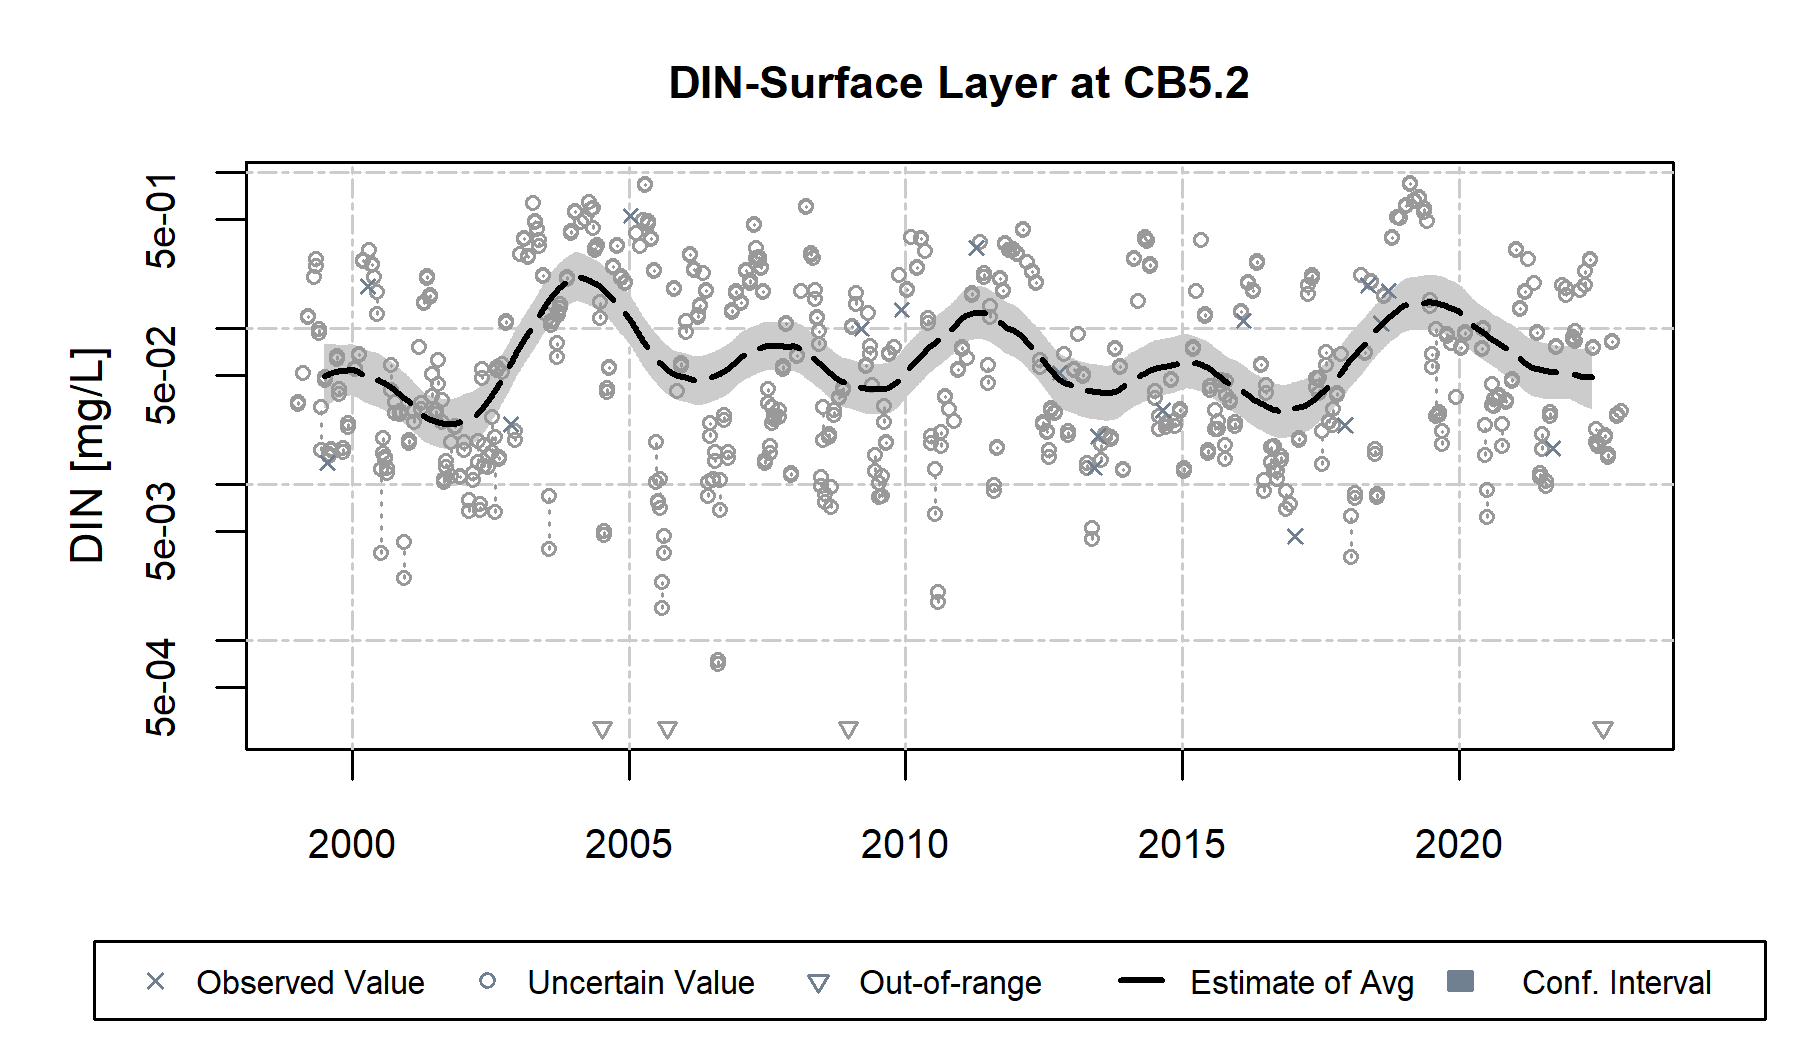 DIN-Surface Layer at CB5.2
DIN [mg/L]
5e-01
5e-02
5e-03
5e-04
2000 2005 2010 2015 2020
Observed Value Uncertain Value Out-of-range Estimate of Avg Conf. Interval